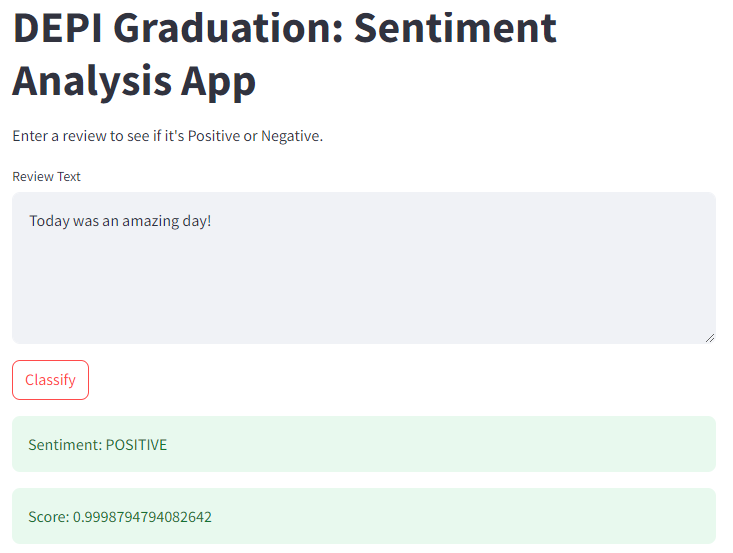 DEPI Graduation: Sentiment
Analysis App
Enter a review to see if it's Positive or Negative.
Review Text
Today was an amazing day!
Classify
Sentiment: POSITIVE
Score: 0.9998794794082642